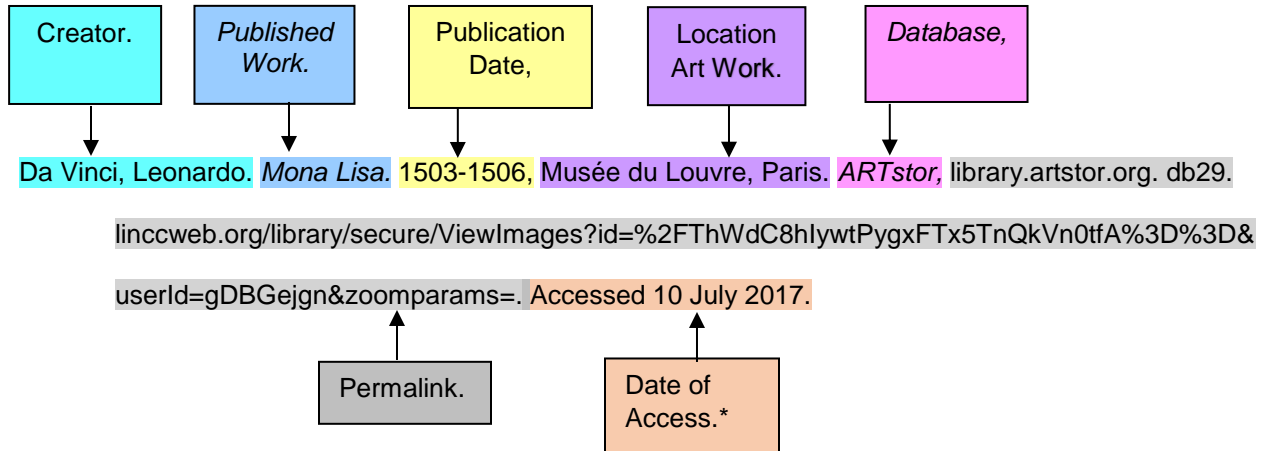 Creator.
Published
Work.
Publication
Date,
Location
Art Work.
Database,
Da Vinci, Leonardo. Mona Lisa. 1503-1506, Musée du Louvre, Paris. ARTstor, library.artstor.org. db29.
linccweb.org/library/secure/ViewImages?id=%2FThWdC8hIywtPygxFTx5TnQkVn0tfA%3D%3D&
userId=gDBGejgn&zoomparams=. Accessed 10 July 2017.
Permalink.
Date of
Access.*